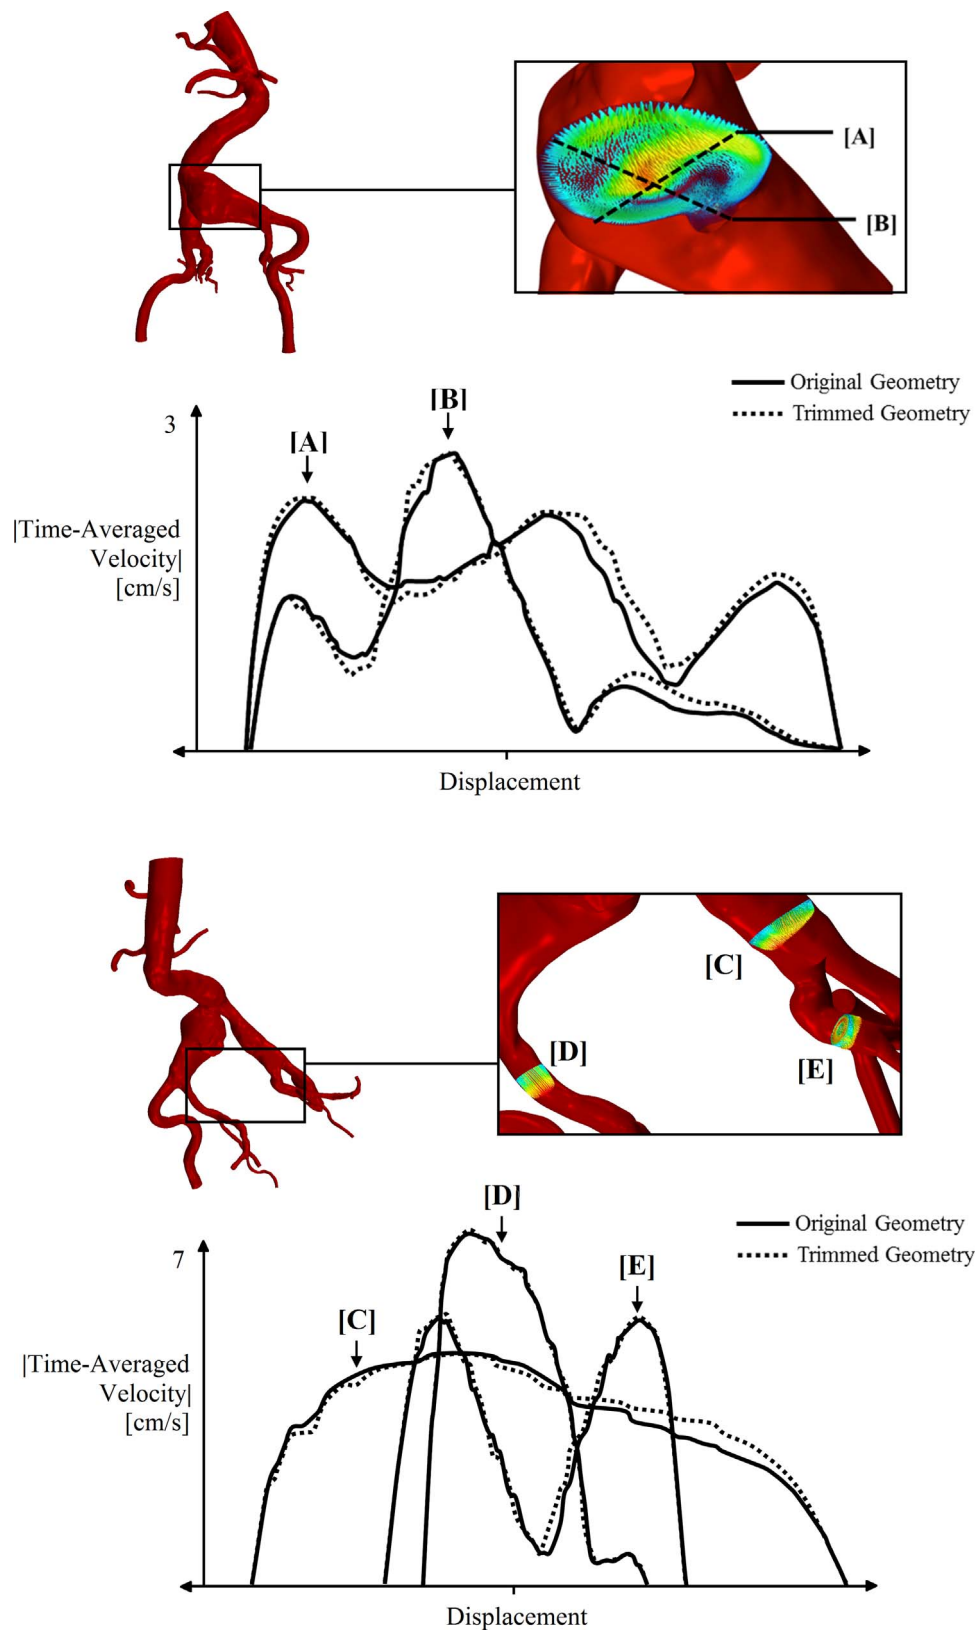 [A]
[B]
Original Geometry
Trimmed Geometry
3
[A]
[B]
|Time-Averaged
Velocity|
[cm/s]
Displacement
[C]
[D]
[E]
Original Geometry
Trimmed Geometry
7
[D]
[E]
[C]
|Time-Averaged
Velocity|
[cm/s]
Displacement